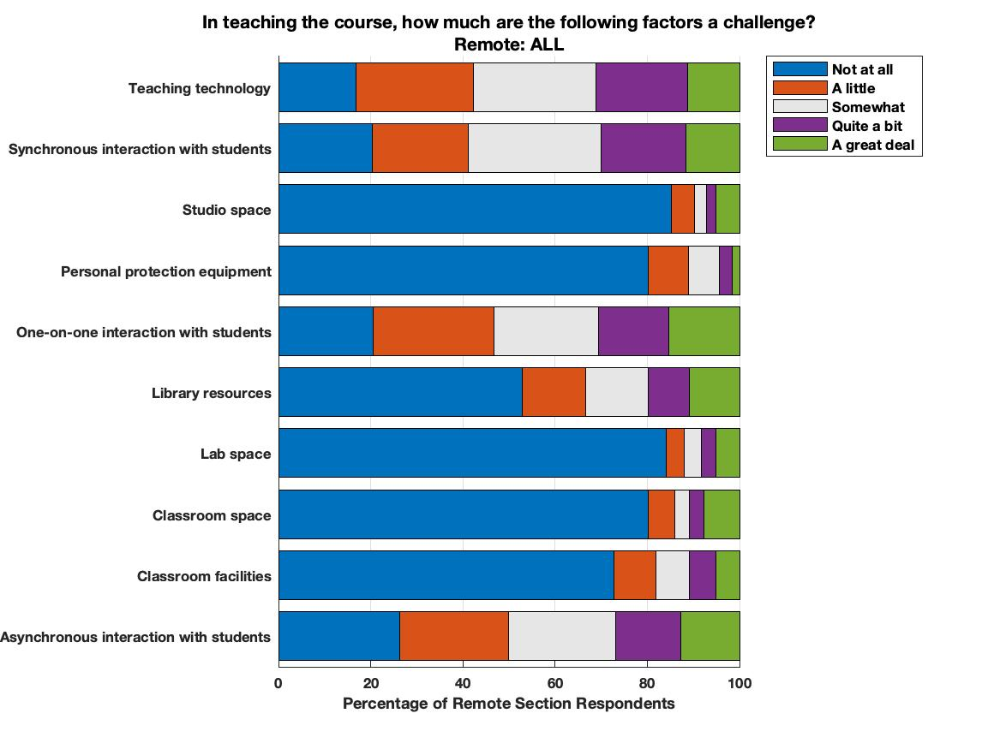 In teaching the course, how much are the following factors a challenge?
Remote: ALL
Not at all
A little
Somewhat
Quite a bit
A great deal
Teaching technology
Synchronous interaction with students
Studio space
Personal protection equipment
One-on-one interaction with students
Library resources
Lab space
Classroom space
Classroom facilities
Asynchronous interaction with students
0 20 40 60 80 100
Percentage of Remote Section Respondents